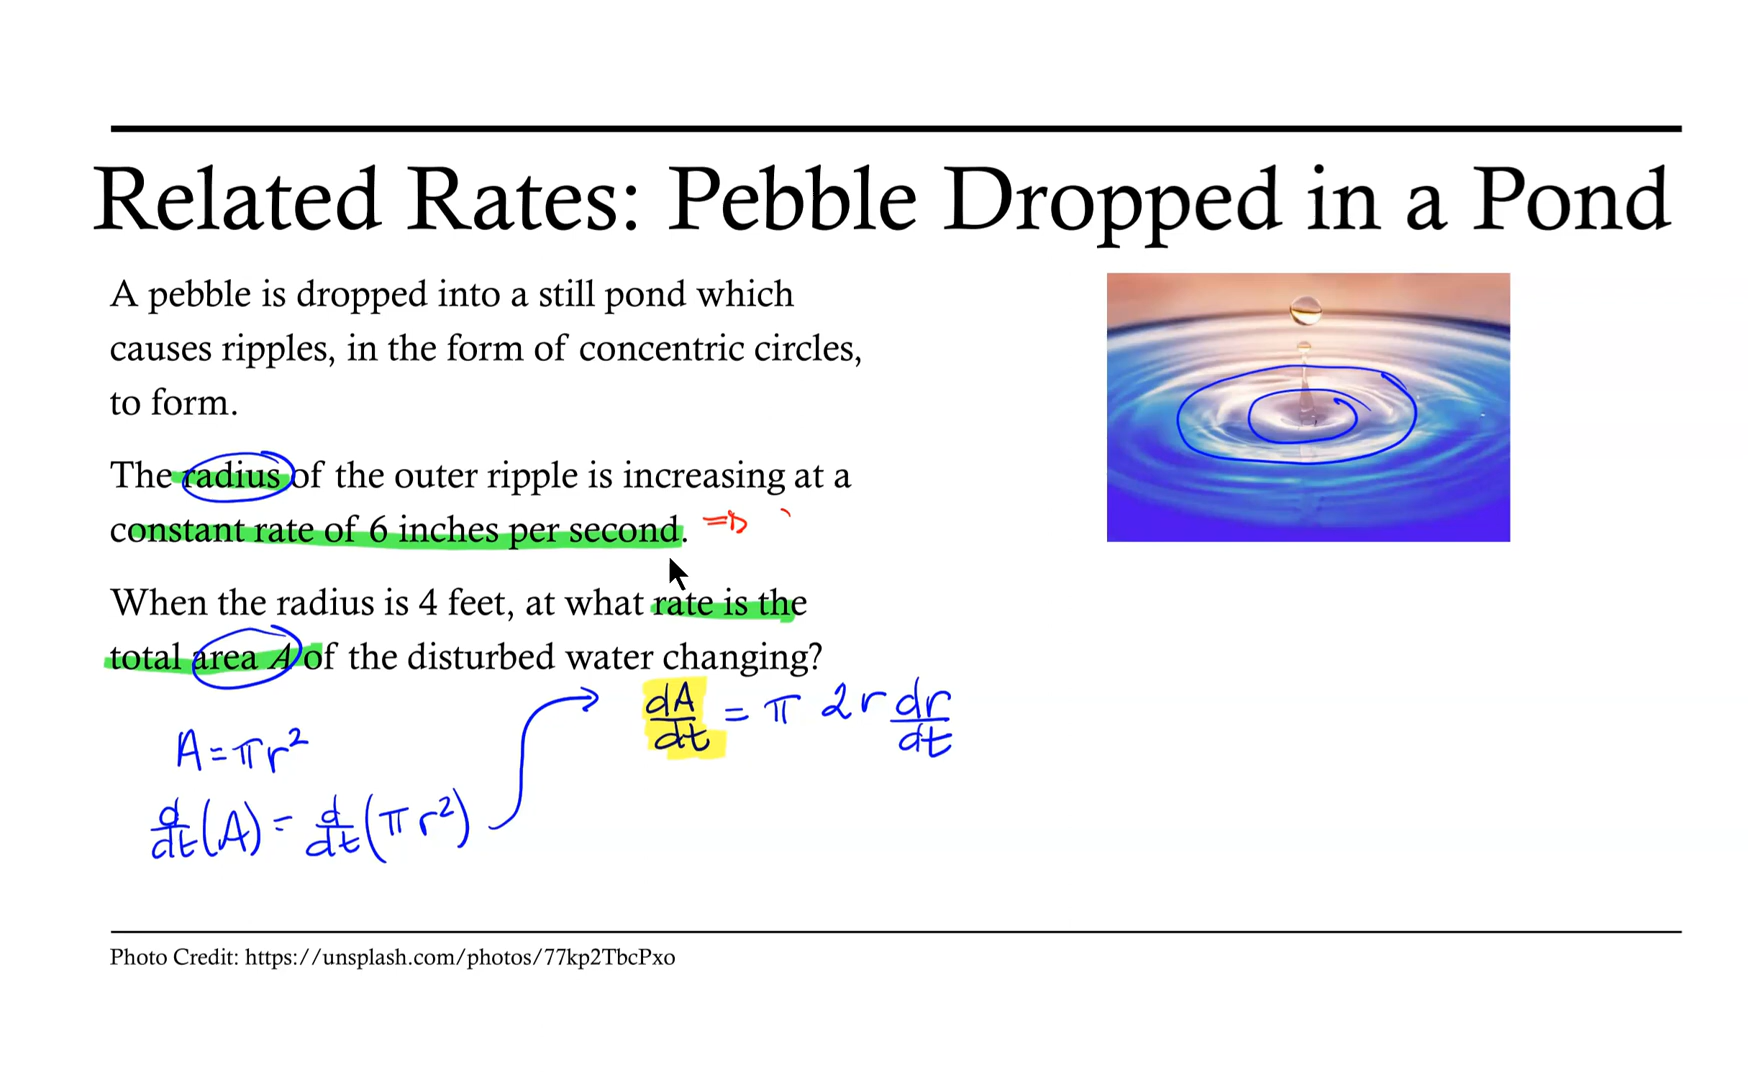 Related Rates: Pebble Dropped in a Pond
A pebble is dropped into a still pond which
causes ripples, in the form of concentric circles,
to form.
The radius of the outer ripple is increasing at a
constant rate of 6 inches per second. ⇒
When the radius is 4 feet, at what rate is the
total area A of the disturbed water changing?
dA/dt = π 2r dr/dt
A = πr²
d/dt(A) = d/dt(πr²)
Photo Credit: https://unsplash.com/photos/77kp2TbcPxo